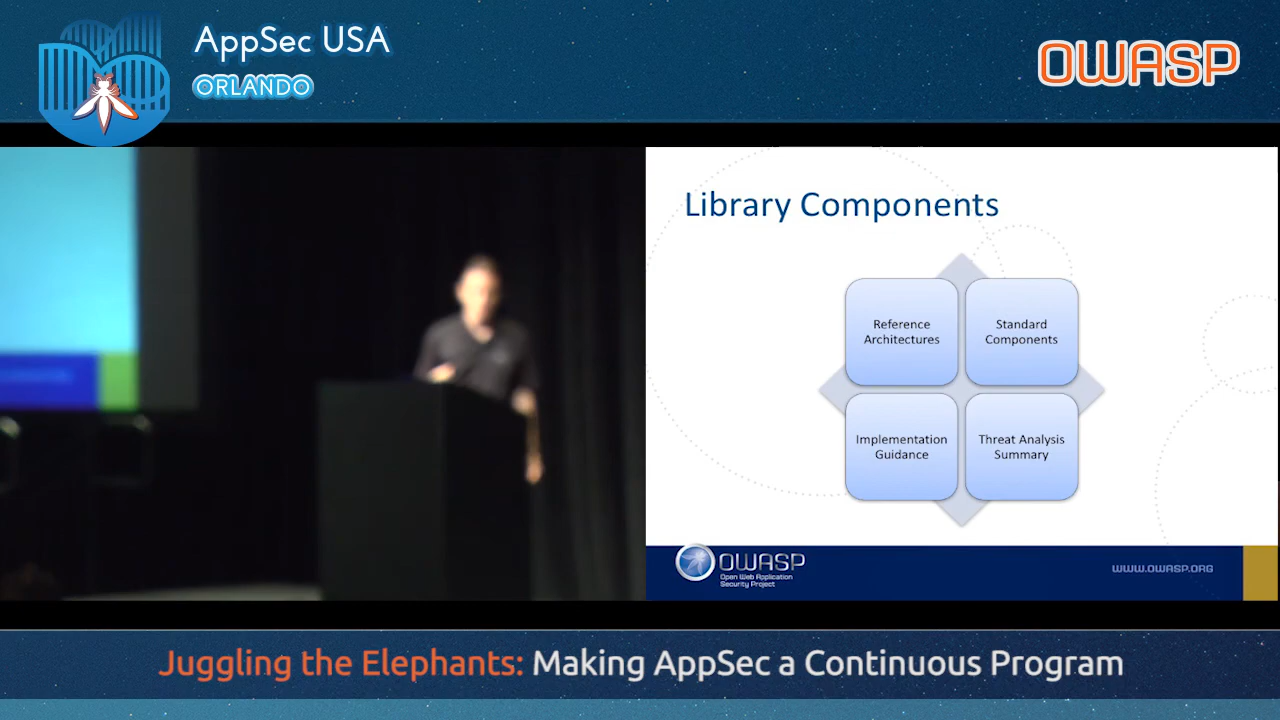 AppSec USA
ORLANDO
OWASP
Library Components
Reference
Architectures
Standard
Components
Implementation
Guidance
Threat Analysis
Summary
OWASP
Open Web Application
Security Project
WWW.OWASP.ORG
Juggling the Elephants: Making AppSec a Continuous Program